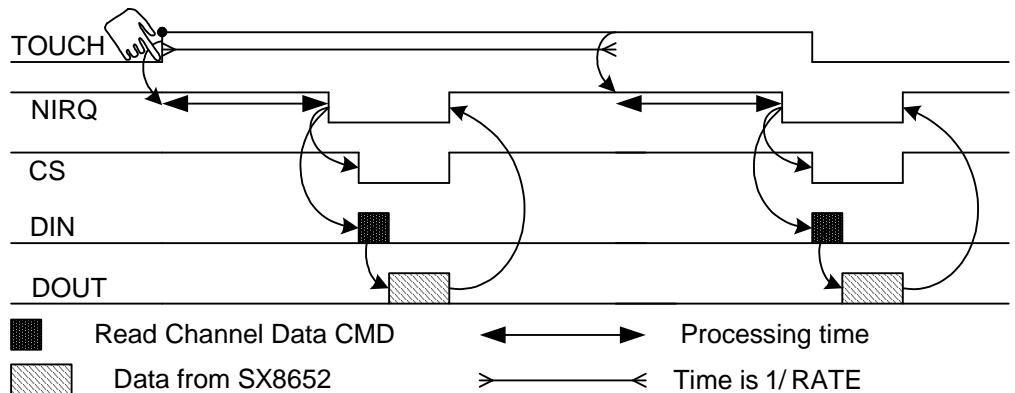 TOUCH
NIRQ
CS
DIN
DOUT
Read Channel Data CMD
Processing time
Data from SX8652
Time is 1/ RATE